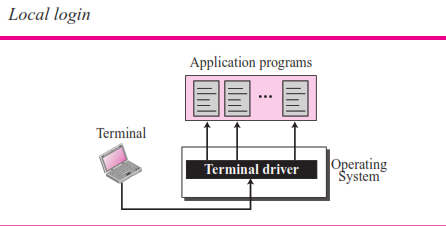 Local login
Application programs
...
Terminal
Terminal driver
Operating
System